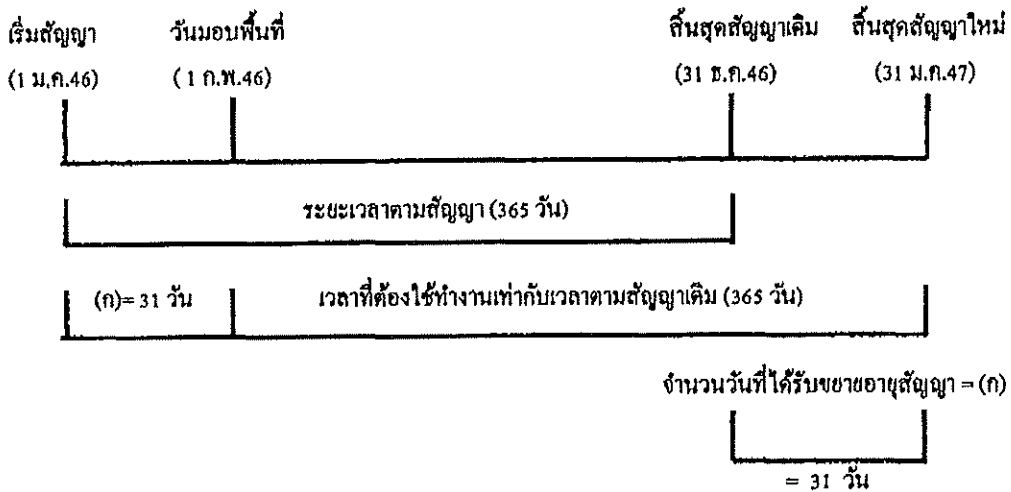 เริ่มสัญญา วันมอบพื้นที่ สิ้นสุดสัญญาเดิม สิ้นสุดสัญญาใหม่
(1 ม.ค.46) (1 ก.พ.46) (31 ธ.ค.46) (31 ม.ค.47)
ระยะเวลาตามสัญญา (365 วัน)
(ก)= 31 วัน เวลาที่ต้องใช้ทำงานเท่ากับเวลาตามสัญญาเดิม (365 วัน)
จำนวนวันที่ได้รับขยายอายุสัญญา = (ก)
= 31 วัน